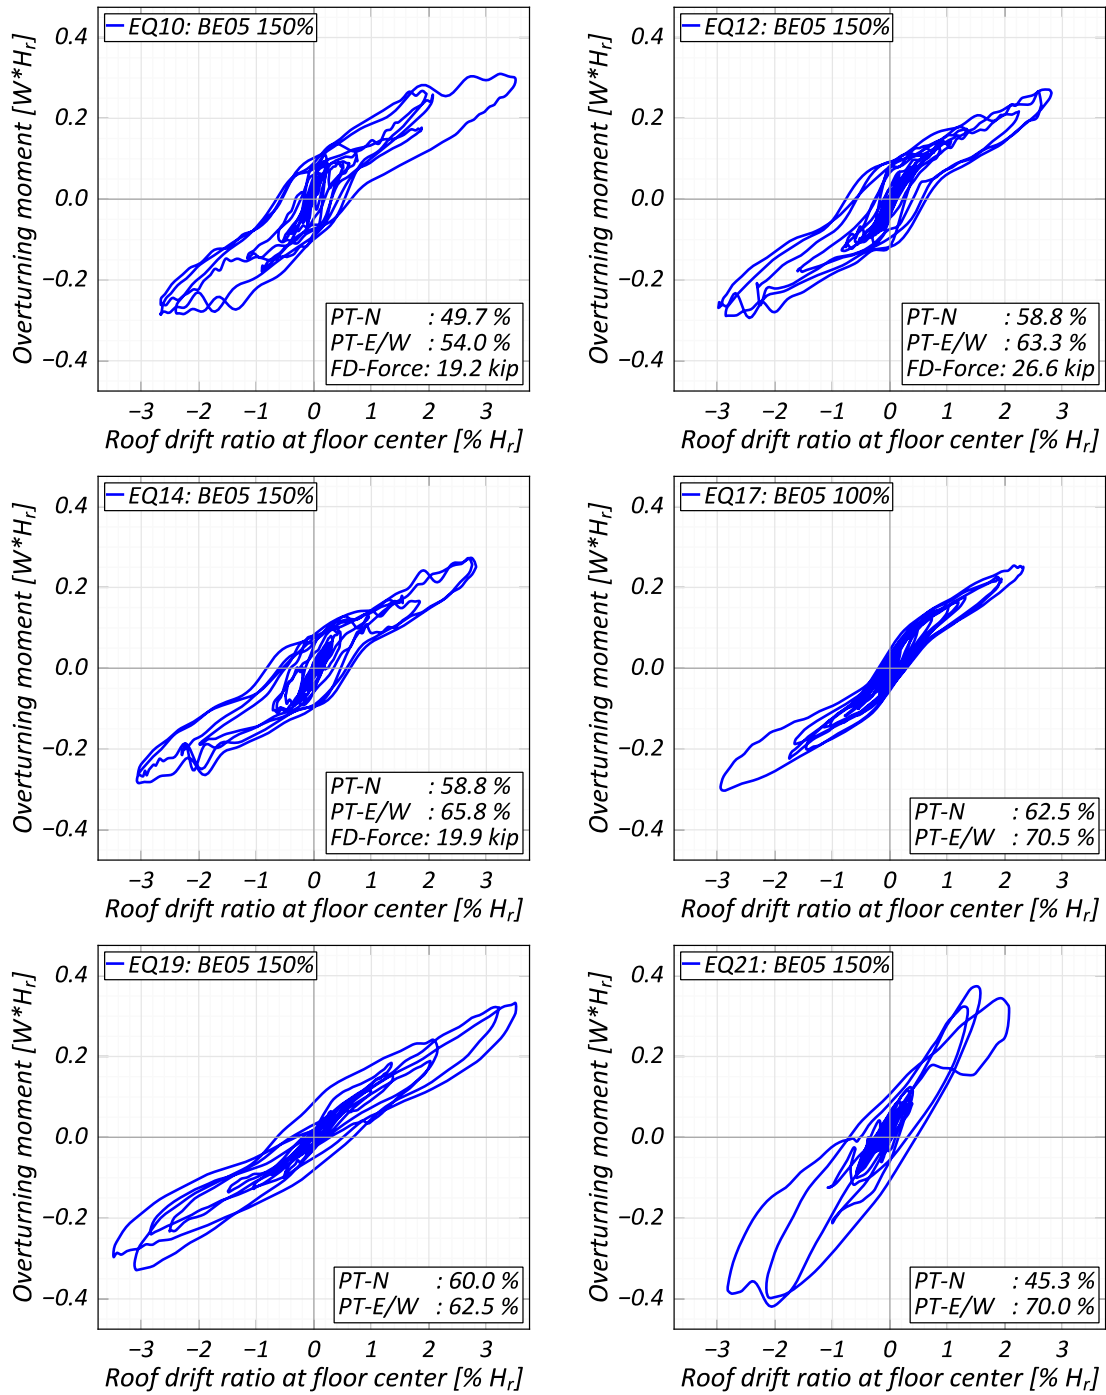 EQ10: BE05 150%
Overturning moment [W*Hr]
0.4
0.2
0.0
−0.2
−0.4
PT-N : 49.7 %
PT-E/W : 54.0 %
FD-Force: 19.2 kip
−3 −2 −1 0 1 2 3
Roof drift ratio at floor center [% Hr]
EQ12: BE05 150%
Overturning moment [W*Hr]
0.4
0.2
0.0
−0.2
−0.4
PT-N : 58.8 %
PT-E/W : 63.3 %
FD-Force: 26.6 kip
−3 −2 −1 0 1 2 3
Roof drift ratio at floor center [% Hr]
EQ14: BE05 150%
Overturning moment [W*Hr]
0.4
0.2
0.0
−0.2
−0.4
PT-N : 58.8 %
PT-E/W : 65.8 %
FD-Force: 19.9 kip
−3 −2 −1 0 1 2 3
Roof drift ratio at floor center [% Hr]
EQ17: BE05 100%
Overturning moment [W*Hr]
0.4
0.2
0.0
−0.2
−0.4
PT-N : 62.5 %
PT-E/W : 70.5 %
−3 −2 −1 0 1 2 3
Roof drift ratio at floor center [% Hr]
EQ19: BE05 150%
Overturning moment [W*Hr]
0.4
0.2
0.0
−0.2
−0.4
PT-N : 60.0 %
PT-E/W : 62.5 %
−3 −2 −1 0 1 2 3
Roof drift ratio at floor center [% Hr]
EQ21: BE05 150%
Overturning moment [W*Hr]
0.4
0.2
0.0
−0.2
−0.4
PT-N : 45.3 %
PT-E/W : 70.0 %
−3 −2 −1 0 1 2 3
Roof drift ratio at floor center [% Hr]